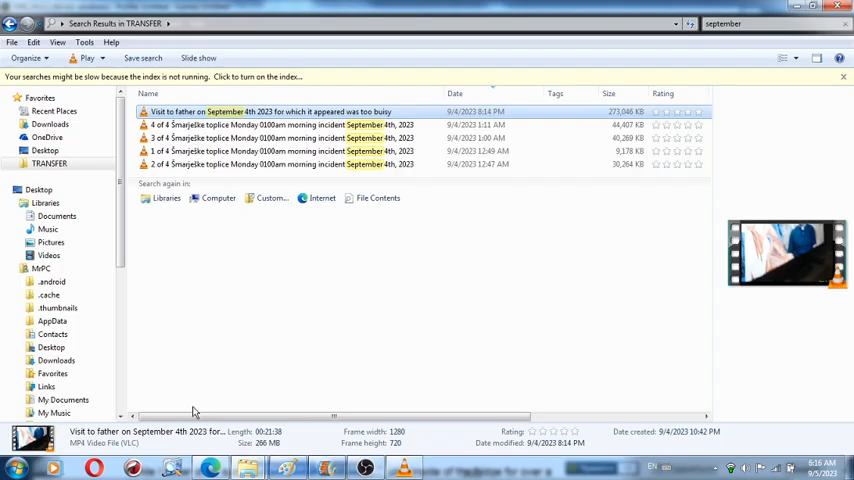 Search Results in TRANSFER
september
File Edit View Tools Help
Organize Play Save search Slide show
Your searches might be slow because the index is not running. Click to turn on the index...
Favorites
Recent Places
Downloads
OneDrive
Desktop
TRANSFER
Desktop
Libraries
Documents
Music
Pictures
Videos
MrPC
.android
.cache
.thumbnails
AppData
Contacts
Desktop
Downloads
Favorites
Links
My Documents
My Music
Name Date Tags Size Rating
Visit to father on September 4th 2023 for which it appeared was too buisy 9/4/2023 8:14 PM 273,046 KB
4 of 4 Šmarješke toplice Monday 0100am morning incident September 4th, 2023 9/4/2023 1:11 AM 44,407 KB
3 of 4 Šmarješke toplice Monday 0100am morning incident September 4th, 2023 9/4/2023 1:00 AM 40,269 KB
1 of 4 Šmarješke toplice Monday 0100am morning incident September 4th, 2023 9/4/2023 12:49 AM 9,178 KB
2 of 4 Šmarješke toplice Monday 0100am morning incident September 4th, 2023 9/4/2023 12:47 AM 30,264 KB
Search again in:
Libraries Computer Custom... Internet File Contents
Visit to father on September 4th 2023 for... Length: 00:21:38 Frame width: 1280 Rating: Date created: 9/4/2023 10:42 PM
MP4 Video File (VLC) Size: 266 MB Frame height: 720 Date modified: 9/4/2023 8:14 PM
EN
6:16 AM
9/5/2023